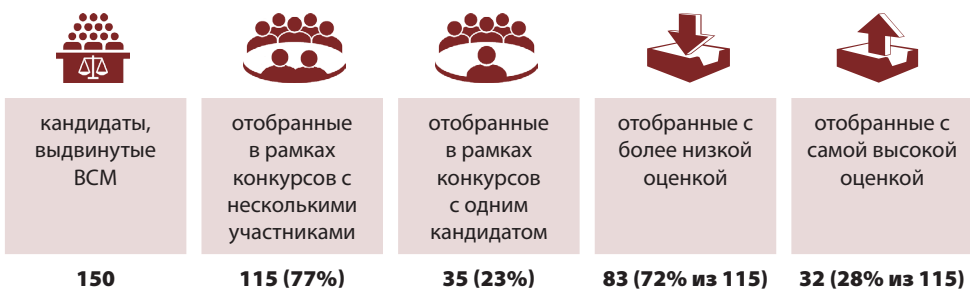 кандидаты,
выдвинутые
ВСМ
150
отобранные
в рамках
конкурсов с
несколькими
участниками
115 (77%)
отобранные
в рамках
конкурсов
с одним
кандидатом
35 (23%)
отобранные с
более низкой
оценкой
83 (72% из 115)
отобранные с
самой высокой
оценкой
32 (28% из 115)